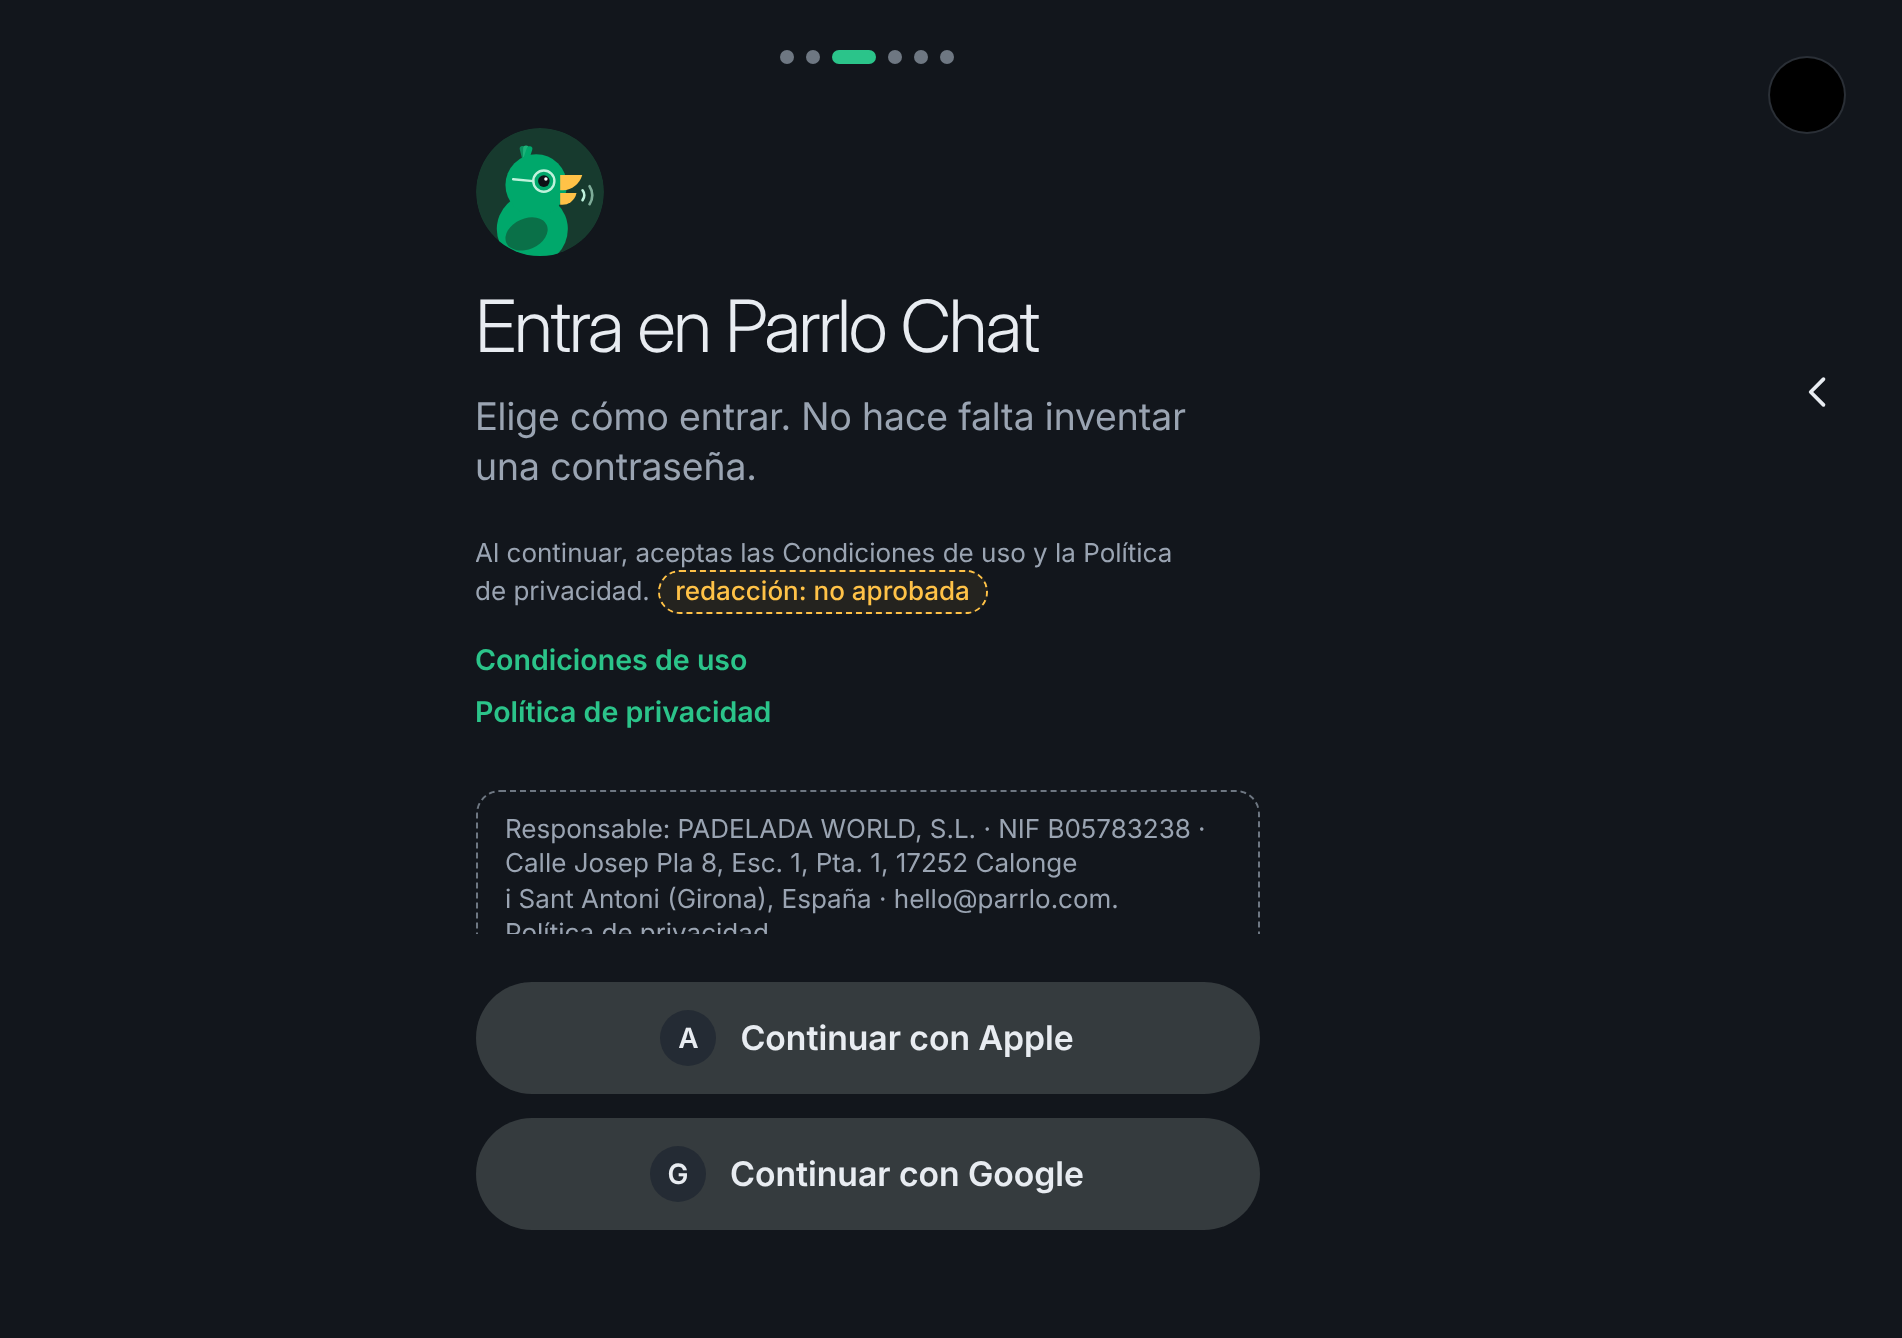 Entra en Parrlo Chat
Elige cómo entrar. No hace falta inventar
una contraseña.
Al continuar, aceptas las Condiciones de uso y la Política
de privacidad. redacción: no aprobada
Condiciones de uso
Política de privacidad
Responsable: PADELADA WORLD, S.L. · NIF B05783238 ·
Calle Josep Pla 8, Esc. 1, Pta. 1, 17252 Calonge
i Sant Antoni (Girona), España · hello@parrlo.com.
Política de privacidad
A Continuar con Apple
G Continuar con Google